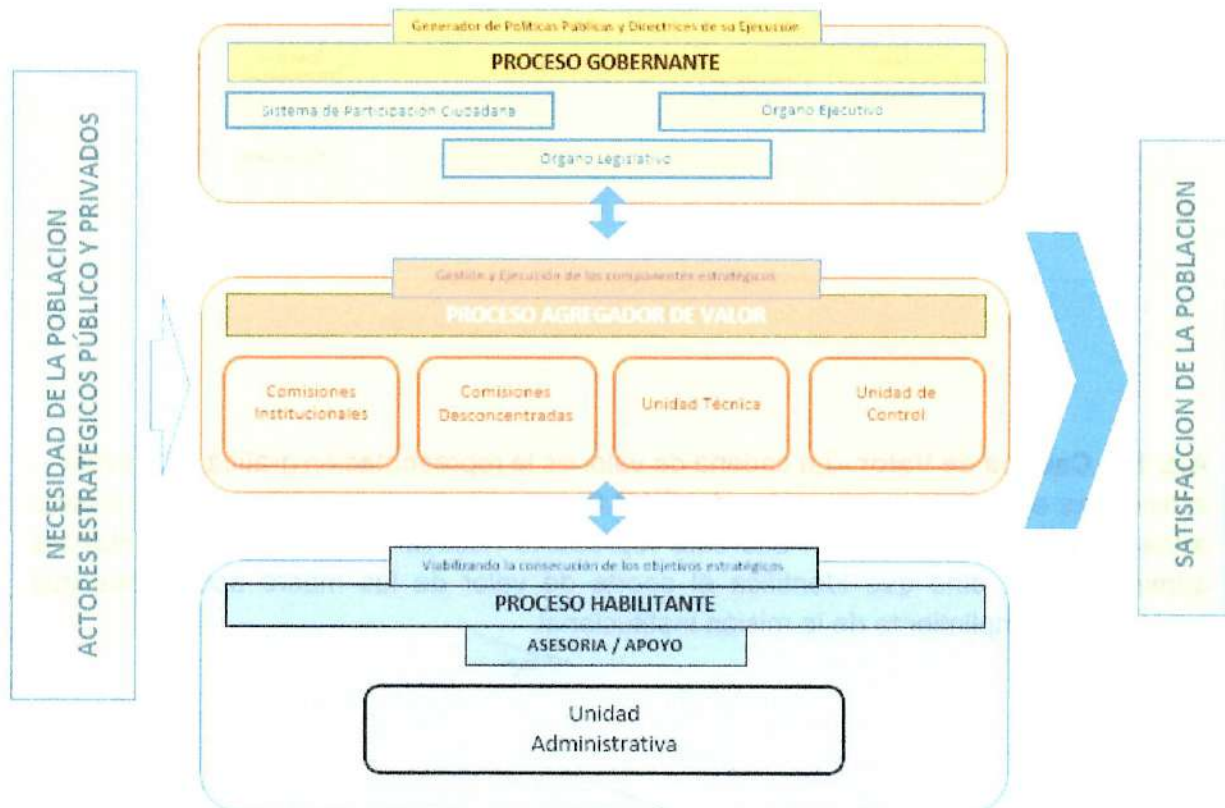 NECESIDAD DE LA POBLACION
ACTORES ESTRATEGICOS PÚBLICO Y PRIVADOS
Generador de Políticas Públicas y Directrices de su Ejecución
PROCESO GOBERNANTE
Sistema de Participación Ciudadana
Organo Ejecutivo
Organo Legislativo
Gestión y Ejecución de los componentes estratégicos
PROCESO AGREGADOR DE VALOR
Comisiones
Institucionales
Comisiones
Desconcentradas
Unidad Técnica
Unidad de
Control
Viabilizando la consecución de los objetivos estratégicos
PROCESO HABILITANTE
ASESORIA / APOYO
Unidad
Administrativa
SATISFACCION DE LA POBLACION